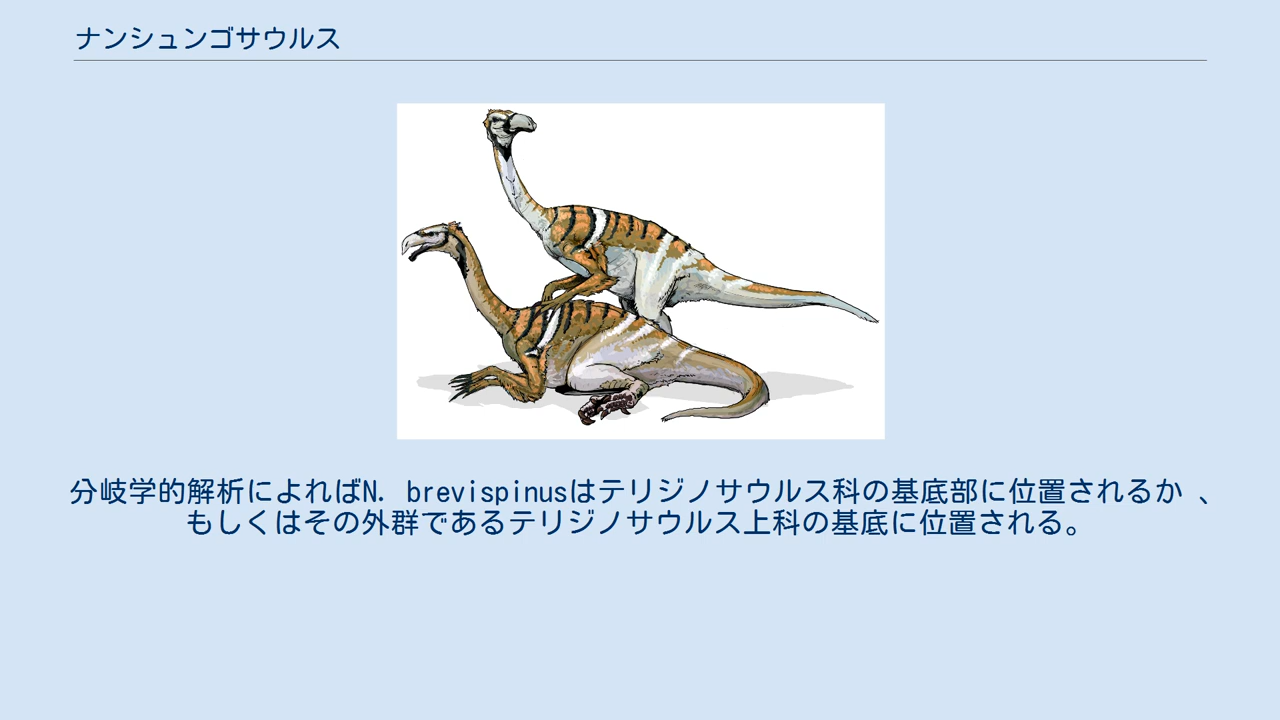 ナンシュンゴサウルス
分岐学的解析によればN. brevispinusはテリジノサウルス科の基底部に位置されるか 、
もしくはその外群であるテリジノサウルス上科の基底に位置される。